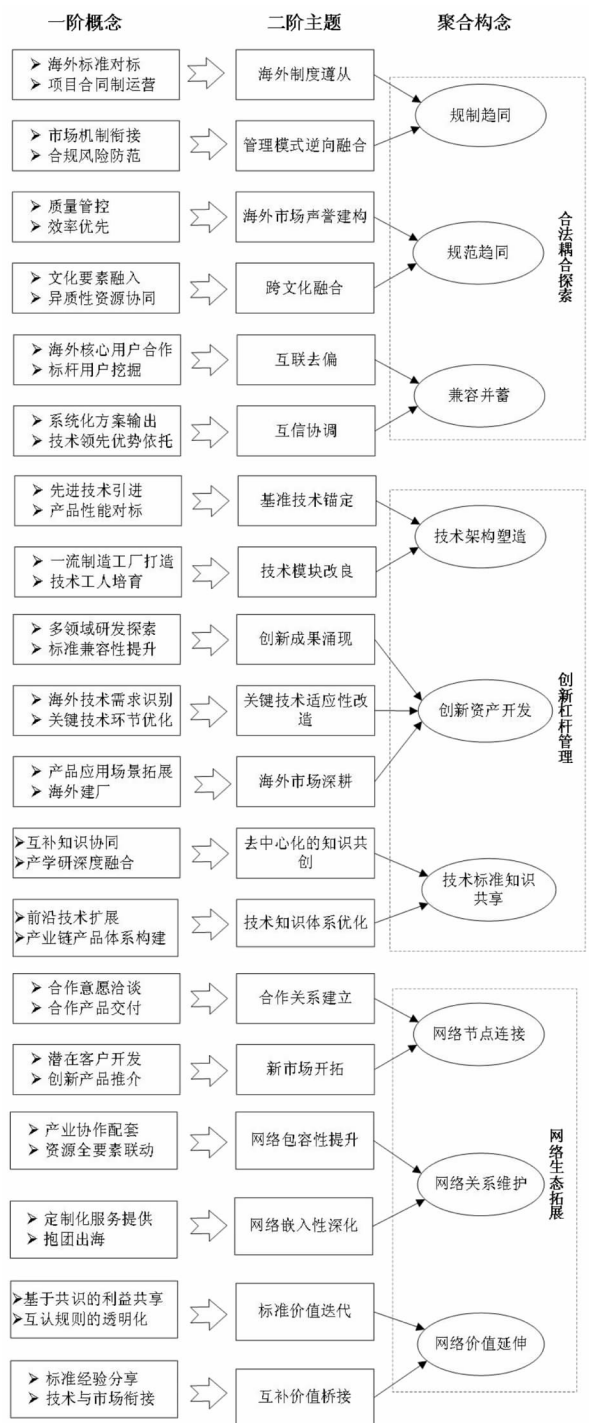 一阶概念
二阶主题
聚合构念
➢ 海外标准对标
➢ 项目合同制运营
海外制度遵从
➢ 市场机制衔接
➢ 合规风险防范
管理模式逆向融合
规制趋同
➢ 质量管控
➢ 效率优先
海外市场声誉建构
➢ 文化要素融入
➢ 异质性资源协同
跨文化融合
规范趋同
➢ 海外核心用户合作
➢ 标杆用户挖掘
互联去偏
➢ 系统化方案输出
➢ 技术领先优势依托
互信协调
兼容并蓄
合法耦合探索
➢ 先进技术引进
➢ 产品性能对标
基准技术锚定
➢ 一流制造工厂打造
➢ 技术工人培育
技术模块改良
技术架构塑造
➢ 多领域研发探索
➢ 标准兼容性提升
创新成果涌现
➢ 海外技术需求识别
➢ 关键技术环节优化
关键技术适应性改
造
➢ 产品应用场景拓展
➢ 海外建厂
海外市场深耕
创新资产开发
➢互补知识协同
➢产学研深度融合
去中心化的知识共
创
➢前沿技术扩展
➢产业链产品体系构建
技术知识体系优化
技术标准知识
共享
创新杠杆管理
➢ 合作意愿洽谈
➢ 合作产品交付
合作关系建立
➢ 潜在客户开发
➢ 创新产品推介
新市场开拓
网络节点连接
➢ 产业协作配套
➢ 资源全要素联动
网络包容性提升
➢ 定制化服务提供
➢ 抱团出海
网络嵌入性深化
网络关系维护
➢基于共识的利益共享
➢互认规则的透明化
标准价值迭代
➢ 标准经验分享
➢ 技术与市场衔接
互补价值桥接
网络价值延伸
网络生态拓展